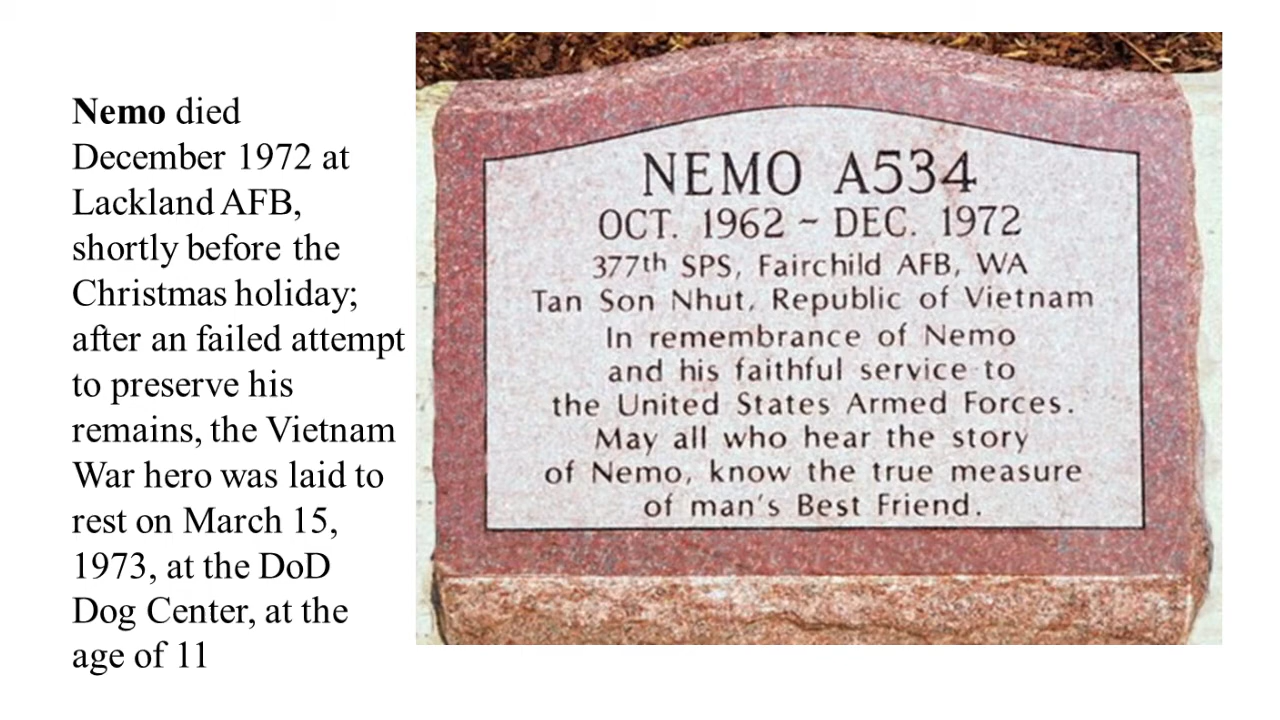 Nemo died
December 1972 at
Lackland AFB,
shortly before the
Christmas holiday;
after an failed attempt
to preserve his
remains, the Vietnam
War hero was laid to
rest on March 15,
1973, at the DoD
Dog Center, at the
age of 11
NEMO A534
OCT. 1962 ~ DEC. 1972
377th SPS, Fairchild AFB, WA
Tan Son Nhut, Republic of Vietnam
In remembrance of Nemo
and his faithful service to
the United States Armed Forces.
May all who hear the story
of Nemo, know the true measure
of man's Best Friend.